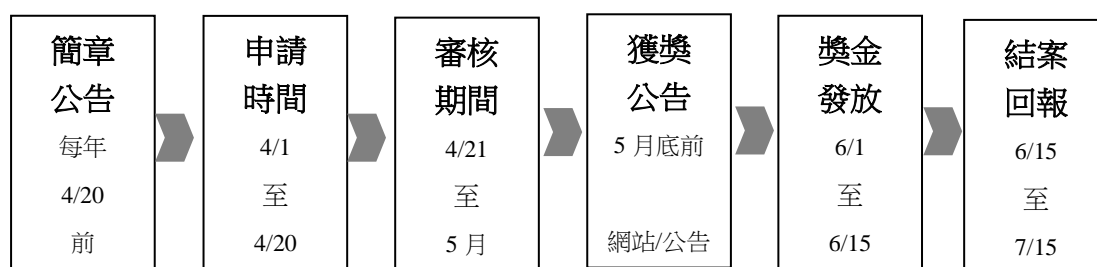 簡章
公告
每年
4/20
前
申請
時間
4/1
至
4/20
審核
期間
4/21
至
5 月
獲獎
公告
5 月底前
網站/公告
獎金
發放
6/1
至
6/15
結案
回報
6/15
至
7/15